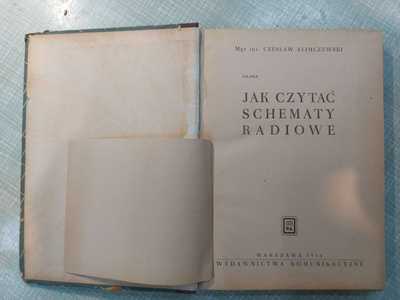 Mgr inż. CZESŁAW KLIMCZEWSKI
JAK CZYTAĆ
SCHEMATY
RADIOWE
WARSZAWA
WYDAWNICTWA KOMUNIKACYJNE